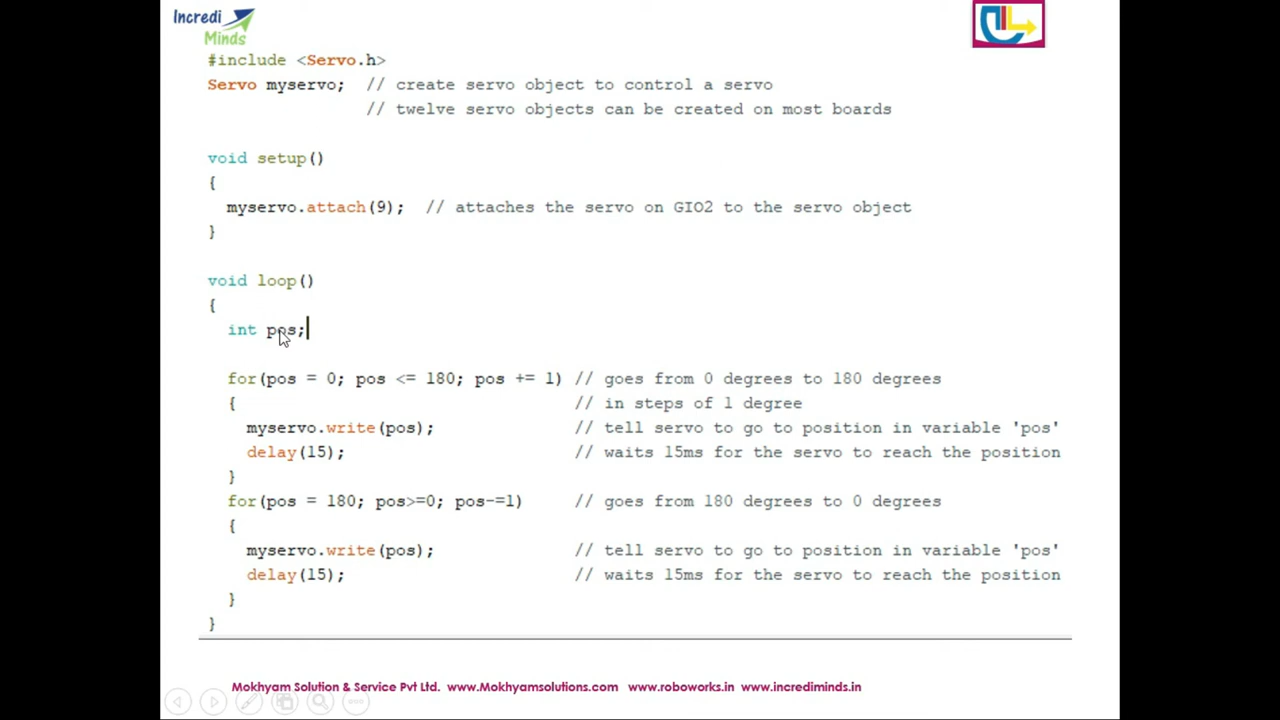 Incredi
Minds
#include <Servo.h>
Servo myservo;  // create servo object to control a servo
// twelve servo objects can be created on most boards
void setup()
{
myservo.attach(9);  // attaches the servo on GIO2 to the servo object
}
void loop()
{
int pos;
for(pos = 0; pos <= 180; pos += 1) // goes from 0 degrees to 180 degrees
{ // in steps of 1 degree
myservo.write(pos); // tell servo to go to position in variable 'pos'
delay(15); // waits 15ms for the servo to reach the position
}
for(pos = 180; pos>=0; pos-=1) // goes from 180 degrees to 0 degrees
{
myservo.write(pos); // tell servo to go to position in variable 'pos'
delay(15); // waits 15ms for the servo to reach the position
}
}
Mokhyam Solution & Service Pvt Ltd. www.Mokhyamsolutions.com www.roboworks.in www.incrediminds.in